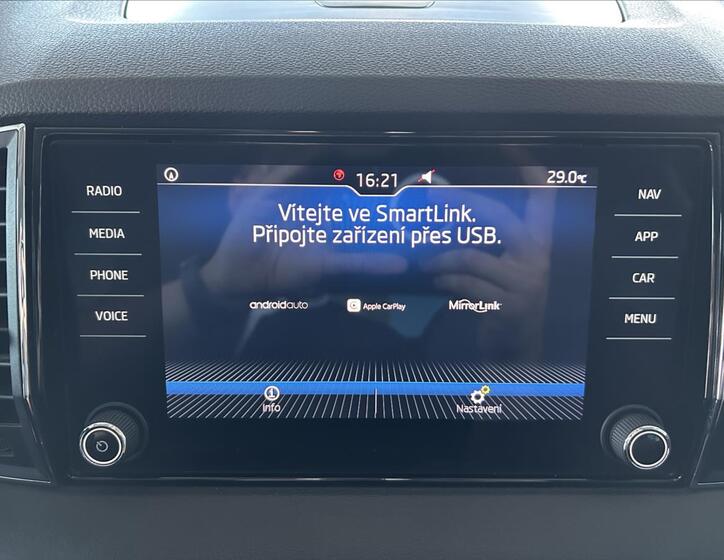 16:21
29.0°C
RADIO
MEDIA
PHONE
VOICE
Vítejte ve SmartLink.
Připojte zařízení přes USB.
androidauto
Apple CarPlay
MirrorLink
Info
Nastavení
NAV
APP
CAR
MENU